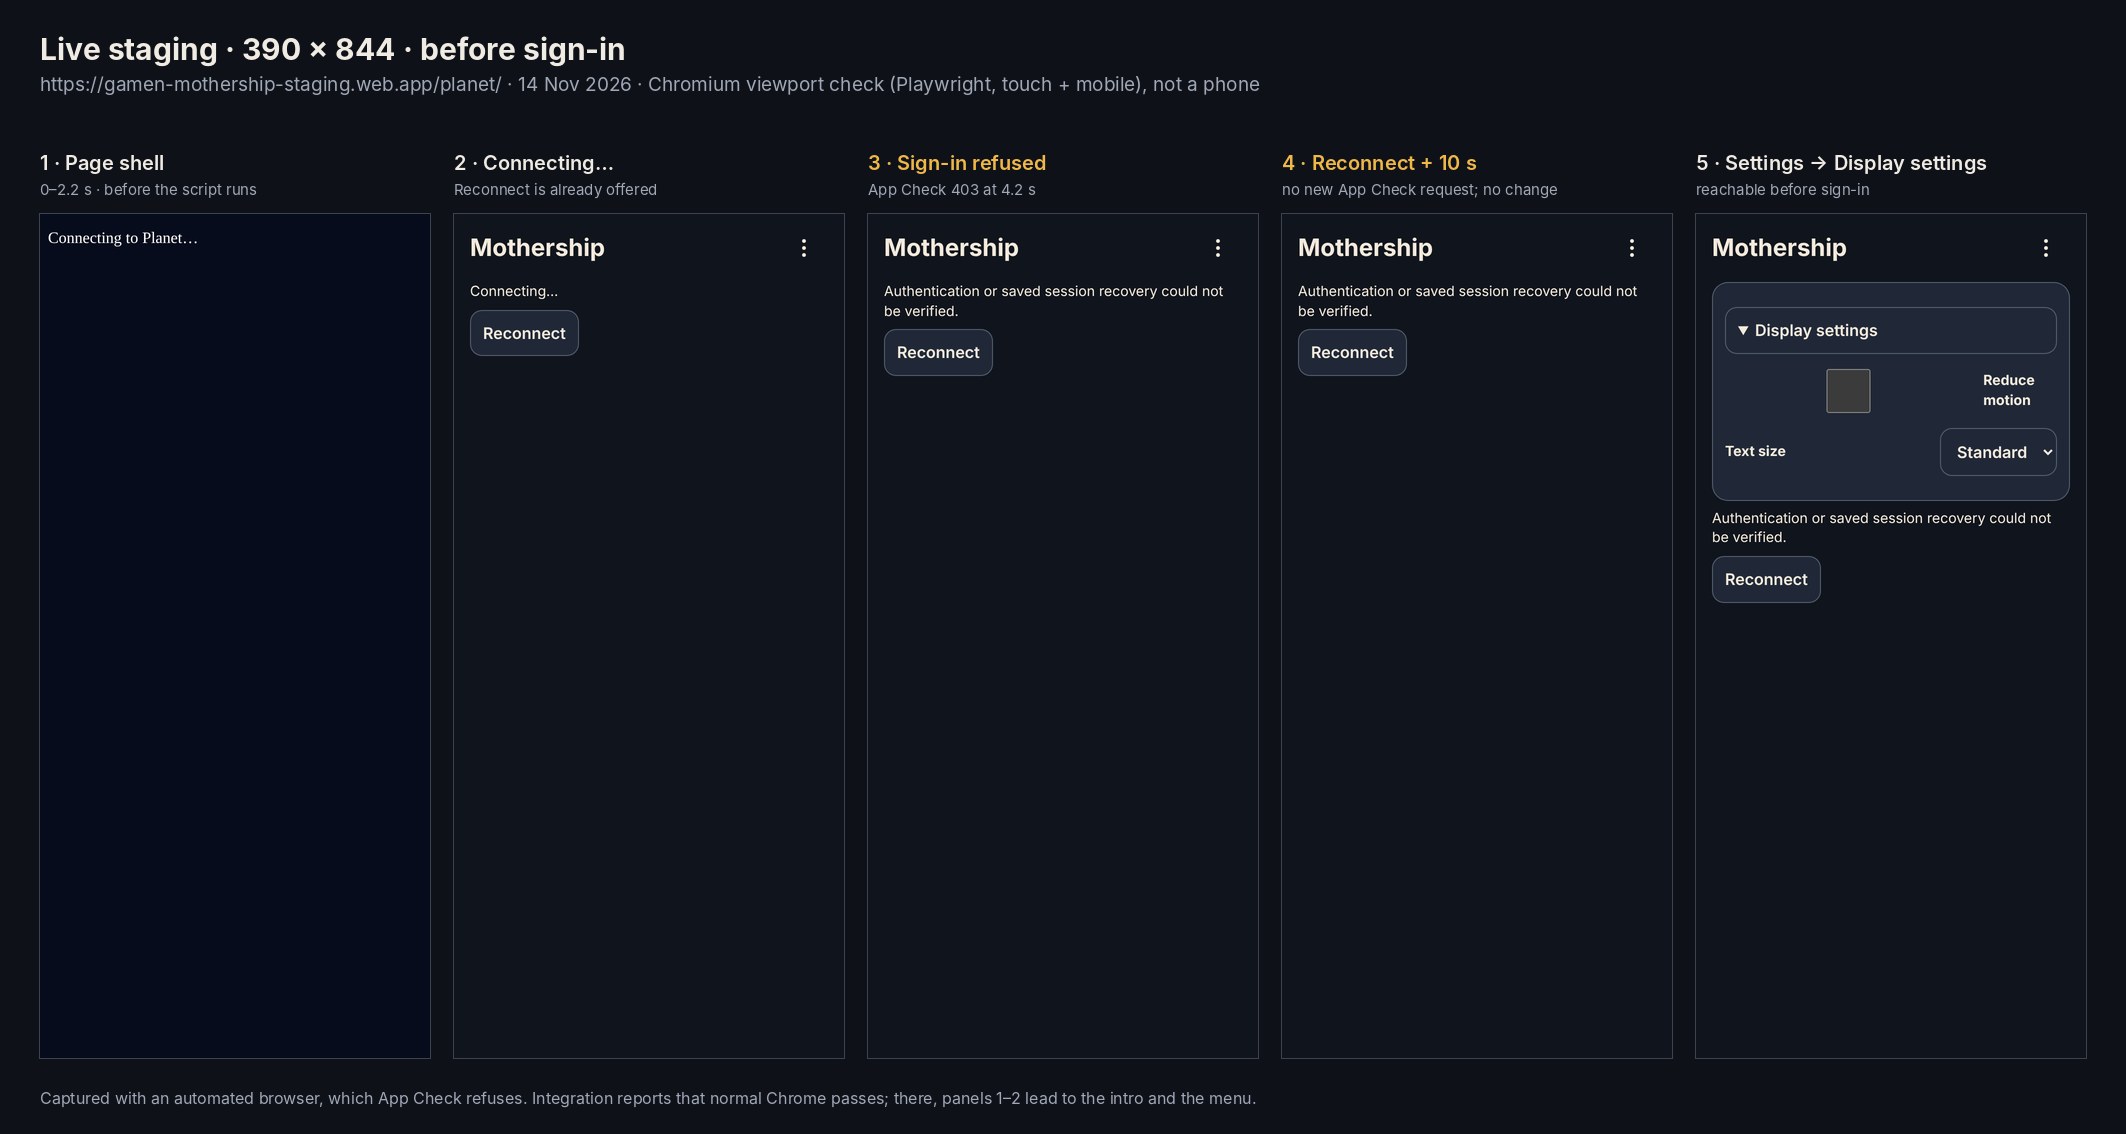 Live staging · 390 × 844 · before sign-in
https://gamen-mothership-staging.web.app/planet/ · 14 Nov 2026 · Chromium viewport check (Playwright, touch + mobile), not a phone
1 · Page shell
0–2.2 s · before the script runs
Connecting to Planet…
2 · Connecting…
Reconnect is already offered
Mothership
Connecting…
Reconnect
3 · Sign-in refused
App Check 403 at 4.2 s
Mothership
Authentication or saved session recovery could not
be verified.
Reconnect
4 · Reconnect + 10 s
no new App Check request; no change
Mothership
Authentication or saved session recovery could not
be verified.
Reconnect
5 · Settings → Display settings
reachable before sign-in
Mothership
▼ Display settings
Reduce
motion
Text size
Standard
Authentication or saved session recovery could not
be verified.
Reconnect
Captured with an automated browser, which App Check refuses. Integration reports that normal Chrome passes; there, panels 1–2 lead to the intro and the menu.